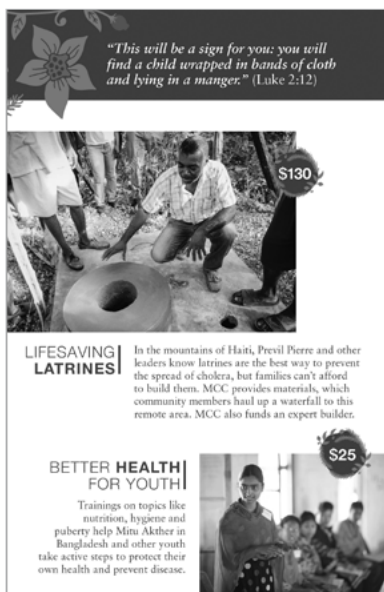 “This will be a sign for you: you will
find a child wrapped in bands of cloth
and lying in a manger.” (Luke 2:12)
$130
LIFESAVING
LATRINES
In the mountains of Haiti, Previl Pierre and other
leaders know latrines are the best way to prevent
the spread of cholera, but families can’t afford
to build them. MCC provides materials, which
community members haul up a waterfall to this
remote area. MCC also funds an expert builder.
$25
BETTER HEALTH
FOR YOUTH
Trainings on topics like
nutrition, hygiene and
puberty help Mitu Akther in
Bangladesh and other youth
take active steps to protect their
own health and prevent disease.